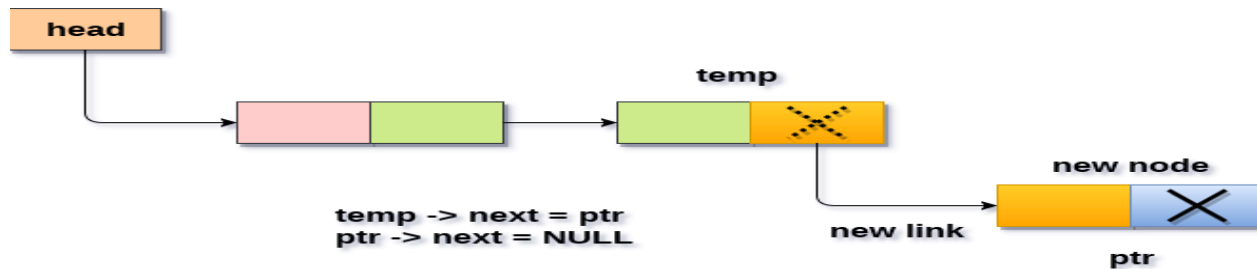 head
temp
new node
temp -> next = ptr
ptr -> next = NULL
new link
ptr